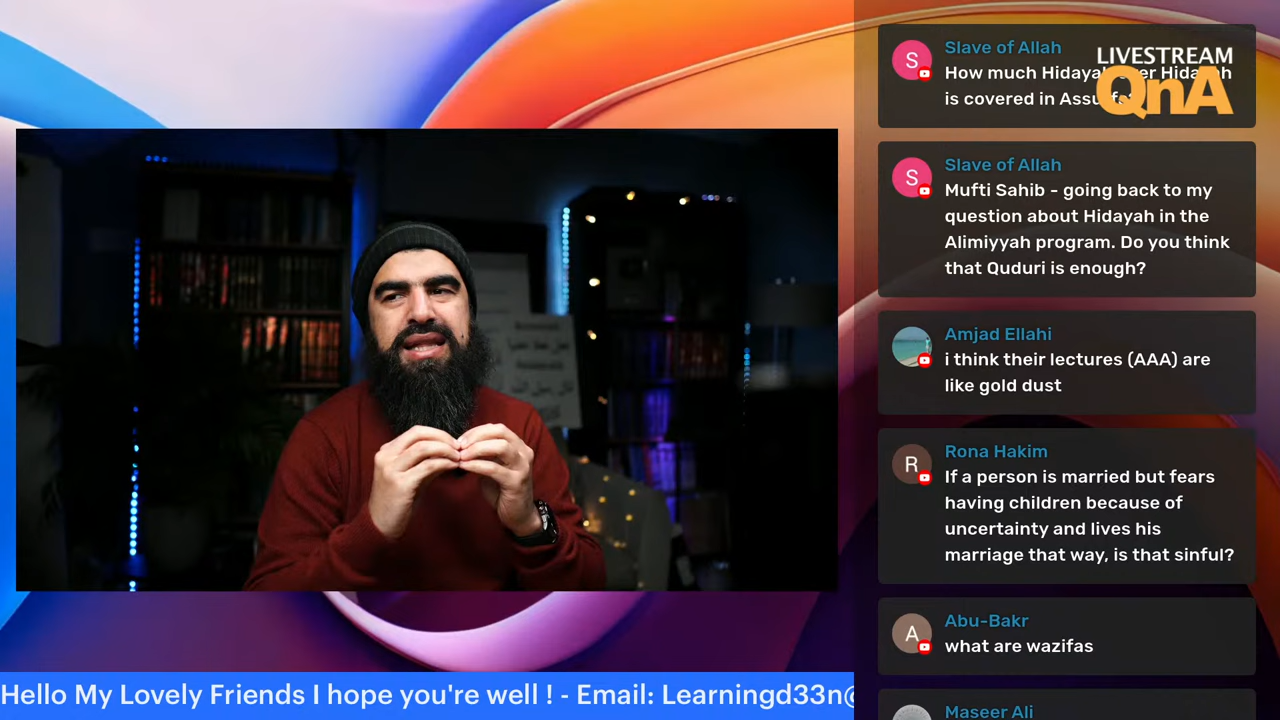 Slave of Allah
How much Hidayah
is covered in
LIVESTREAM
QnA
Slave of Allah
Mufti Sahib - going back to my
question about Hidayah in the
Alimiyyah program. Do you think
that Quduri is enough?
Amjad Ellahi
i think their lectures (AAA) are
like gold dust
Rona Hakim
If a person is married but fears
having children because of
uncertainty and lives his
marriage that way, is that sinful?
Abu-Bakr
what are wazifas
Maseer Ali
Hello My Lovely Friends I hope you're well ! - Email: Learningd33n@